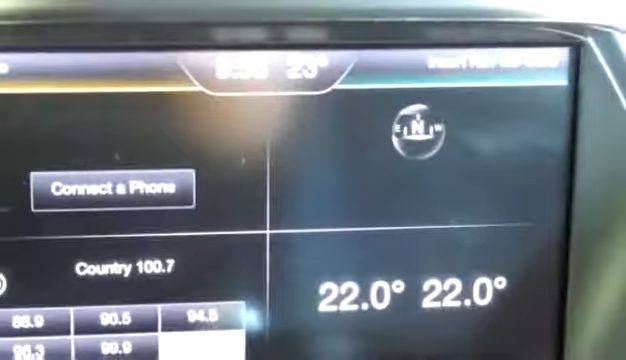 23°
E N W
Connect a Phone
Country 100.7
22.0° 22.0°
88.9 90.5 94.5
96.3 99.9